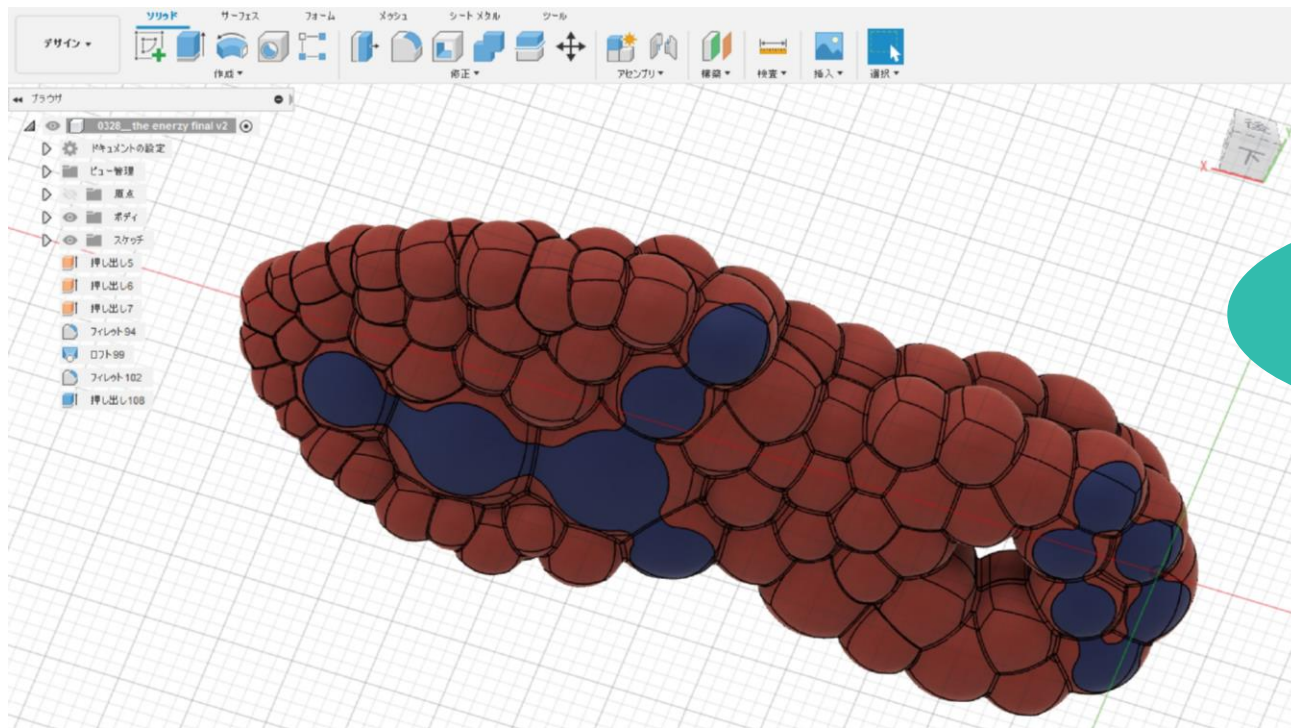 ソリッド サーフェス フォーム メッシュ シート メタル ツール
デザイン ▾
作成 ▾ 修正 ▾ アセンブリ ▾ 構築 ▾ 検査 ▾ 挿入 ▾ 選択 ▾
ブラウザ
0328__the enerzy final v2
ドキュメントの設定
ビュー管理
原点
ボディ
スケッチ
押し出し5
押し出し6
押し出し7
フィレット94
ロフト99
フィレット102
押し出し108
下
X